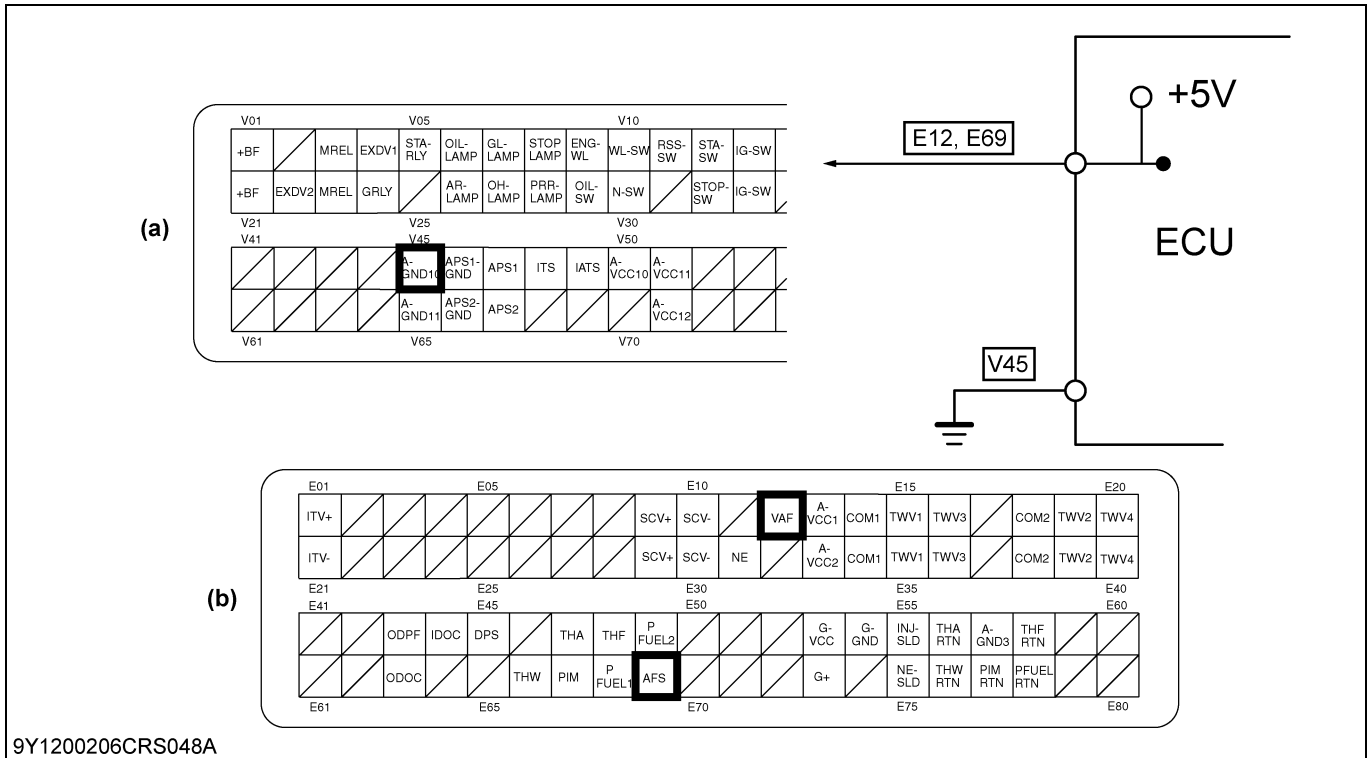 V01 V05 V10
+BF MREL EXDV1 STA-RLY OIL-LAMP GL-LAMP STOP LAMP ENG-WL WL-SW RSS-SW STA-SW IG-SW
+BF EXDV2 MREL GRLY AR-LAMP OH-LAMP PRR-LAMP OIL-SW N-SW STOP-SW IG-SW
V21 V25 V30
(a)
V41 V45 V50
A-GND10 APS1-GND APS1 ITS IATS A-VCC10 A-VCC11
A-GND11 APS2-GND APS2 A-VCC12
V61 V65 V70
+5V
E12, E69
ECU
V45
E01 E05 E10 E15 E20
ITV+ SCV+ SCV- VAF A-VCC1 COM1 TWV1 TWV3 COM2 TWV2 TWV4
ITV- SCV+ SCV- NE A-VCC2 COM1 TWV1 TWV3 COM2 TWV2 TWV4
E21 E25 E30 E35 E40
(b)
E41 E45 E50 E55 E60
ODPF IDOC DPS THA THF P FUEL2 G-VCC G-GND INJ-SLD THA RTN A-GND3 THF RTN
ODOC THW PIM P FUEL1 AFS G+ NE-SLD THW RTN PIM RTN PFUEL RTN
E61 E65 E70 E75 E80
9Y1200206CRS048A